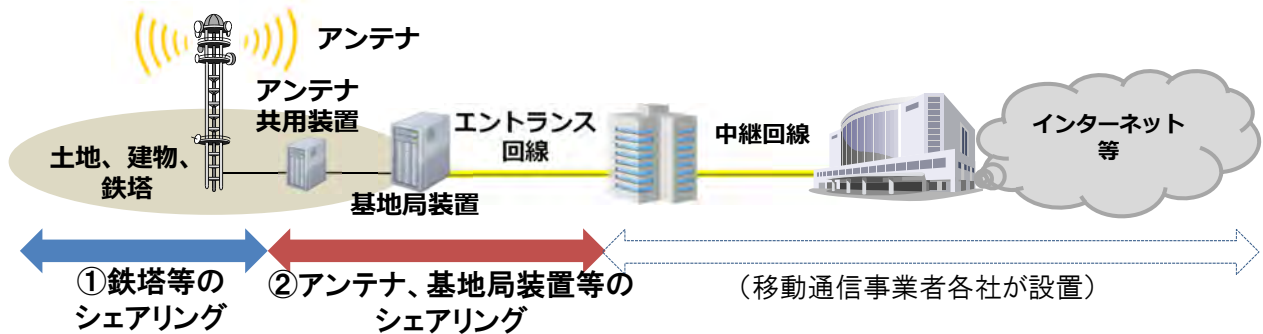 アンテナ
アンテナ
共用装置
土地、建物、
鉄塔
基地局装置
エントランス
回線
中継回線
インターネット
等
①鉄塔等の
シェアリング
②アンテナ、基地局装置等の
シェアリング
（移動通信事業者各社が設置）